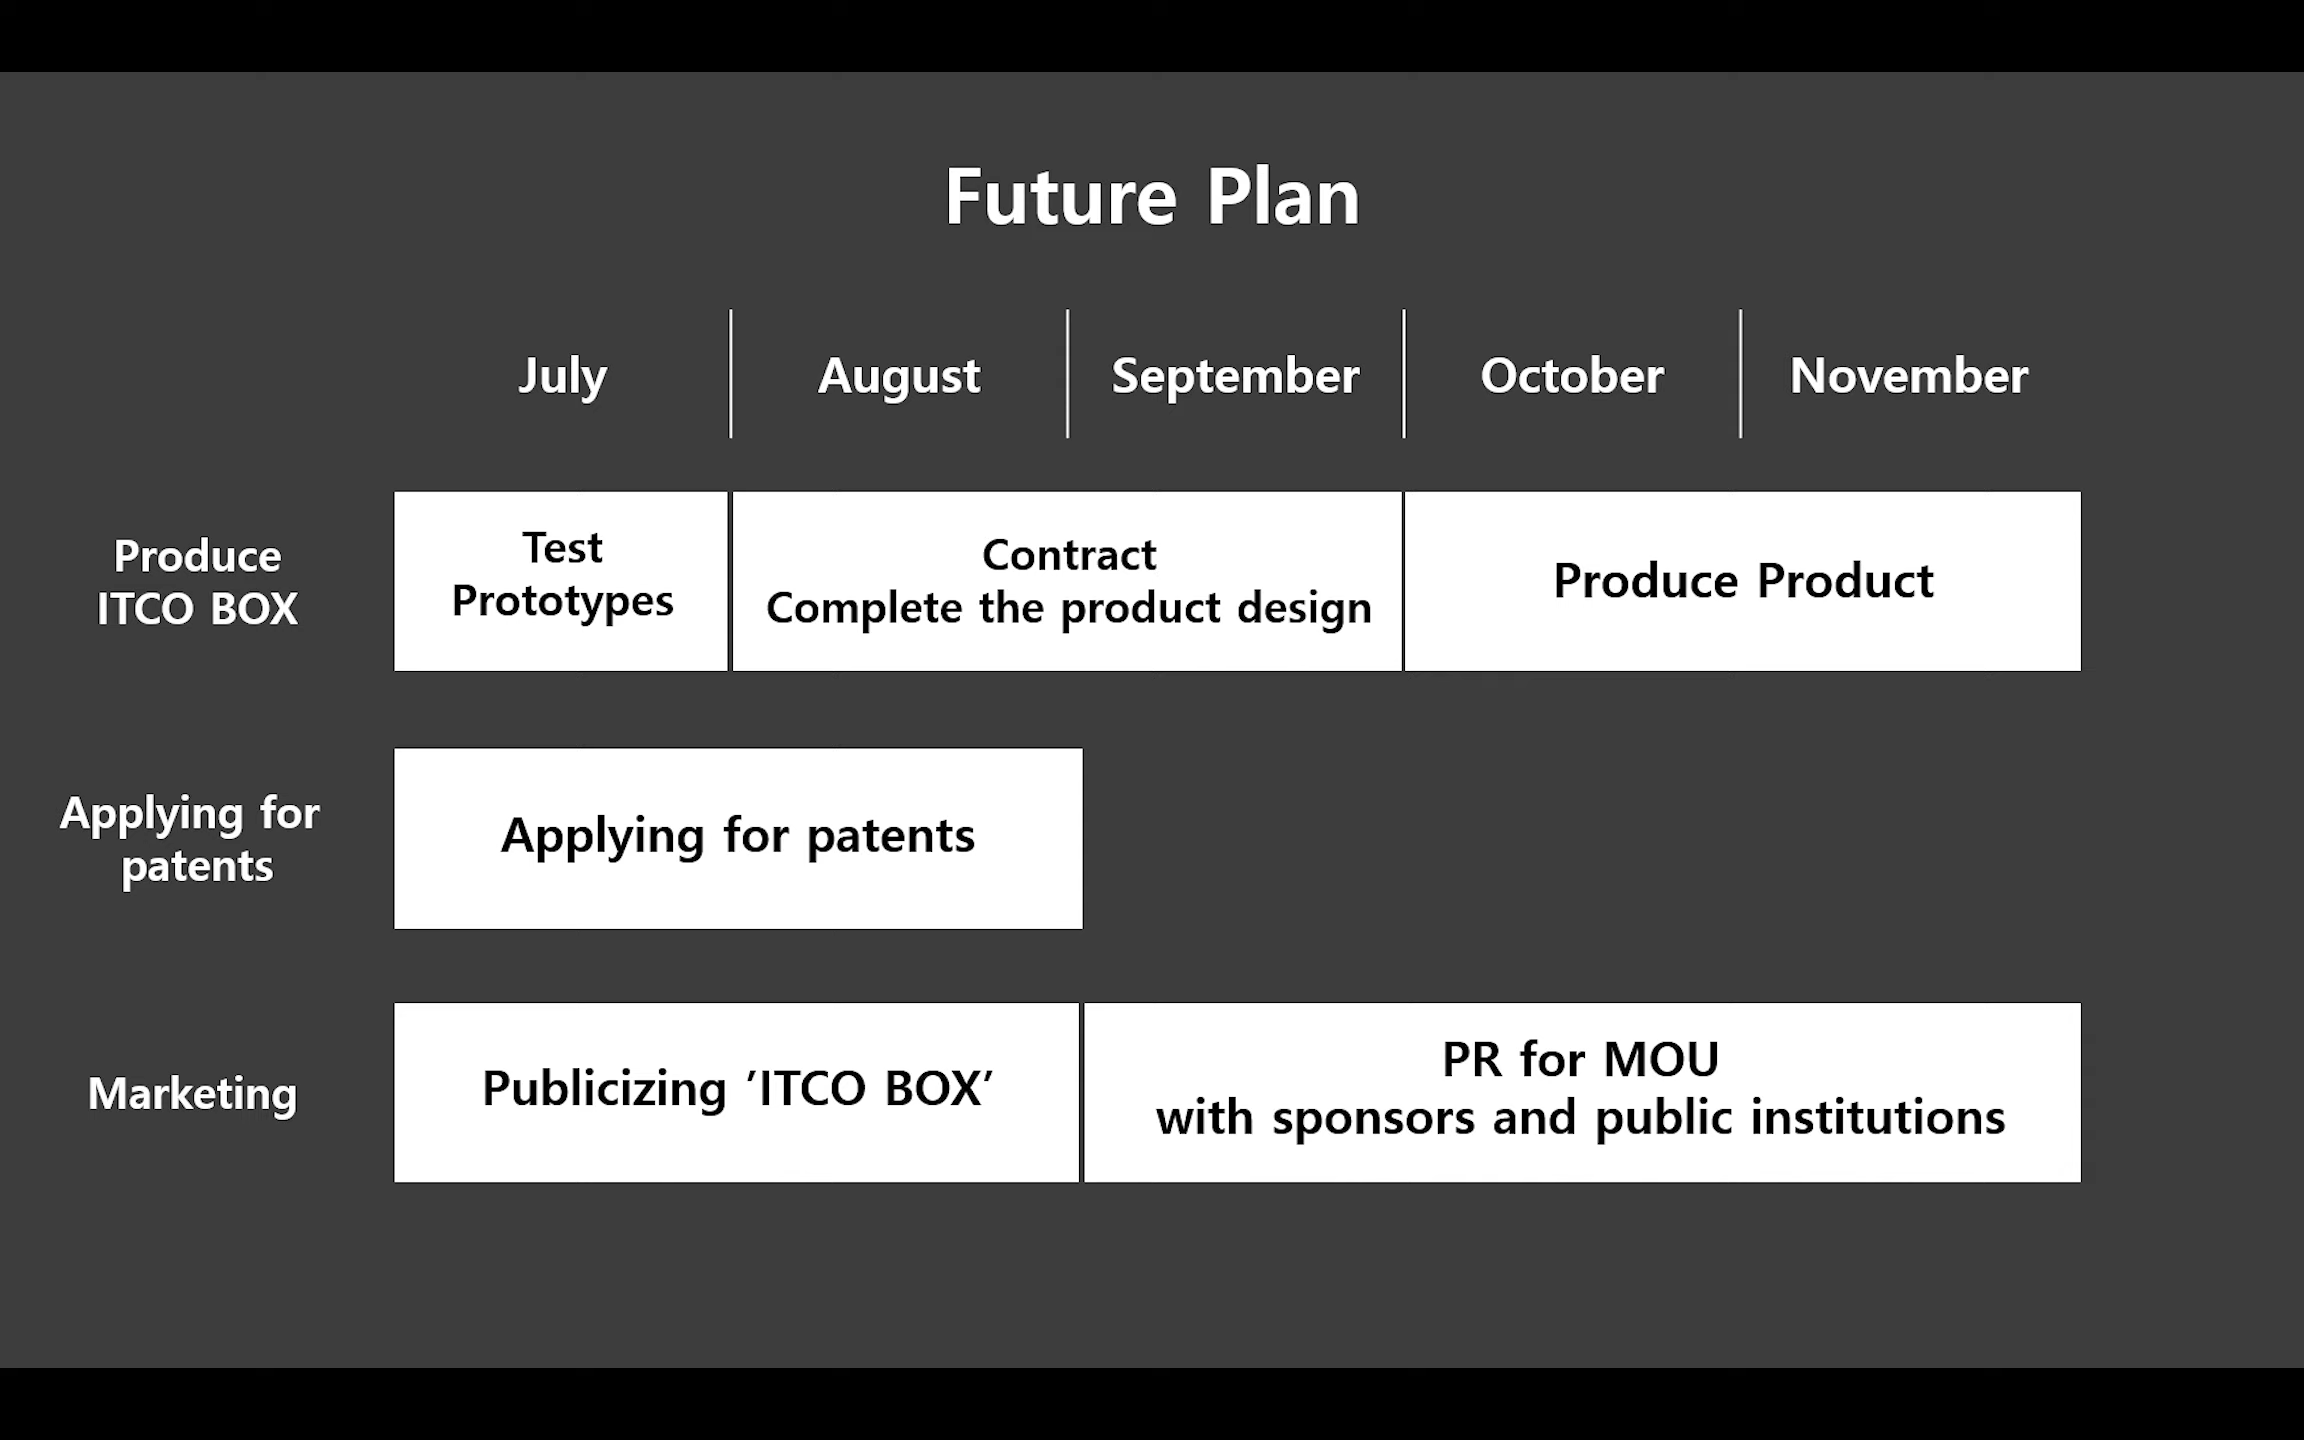 Future Plan
July
August
September
October
November
Produce
ITCO BOX
Test
Prototypes
Contract
Complete the product design
Produce Product
Applying for
patents
Applying for patents
Marketing
Publicizing ’ITCO BOX’
PR for MOU
with sponsors and public institutions